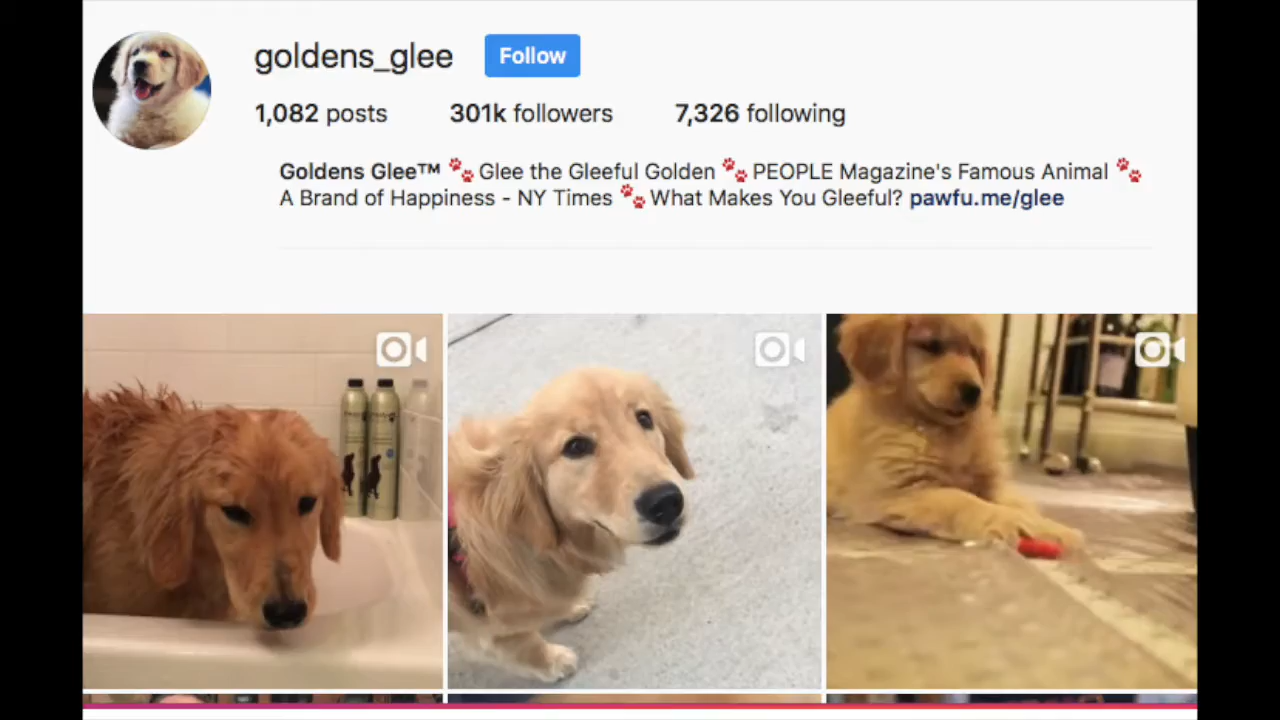 goldens_glee Follow
1,082 posts 301k followers 7,326 following
Goldens Glee™ 🐾 Glee the Gleeful Golden 🐾 PEOPLE Magazine's Famous Animal 🐾
A Brand of Happiness - NY Times 🐾 What Makes You Gleeful? pawfu.me/glee